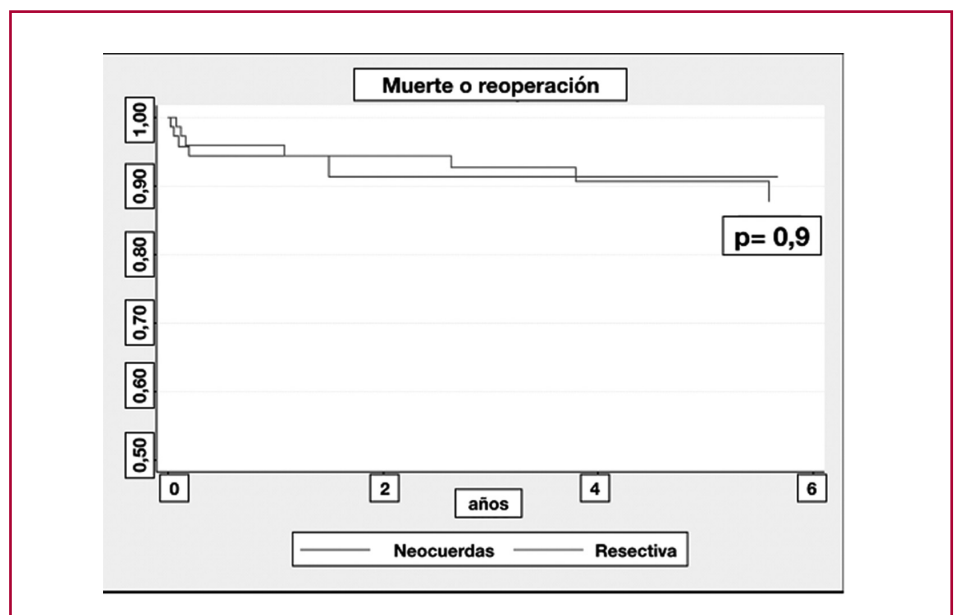 Muerte o reoperación
1,00
0,90
0,80
0,70
0,60
0,50
p= 0,9
0
2
4
6
años
Neocuerdas
Resectiva